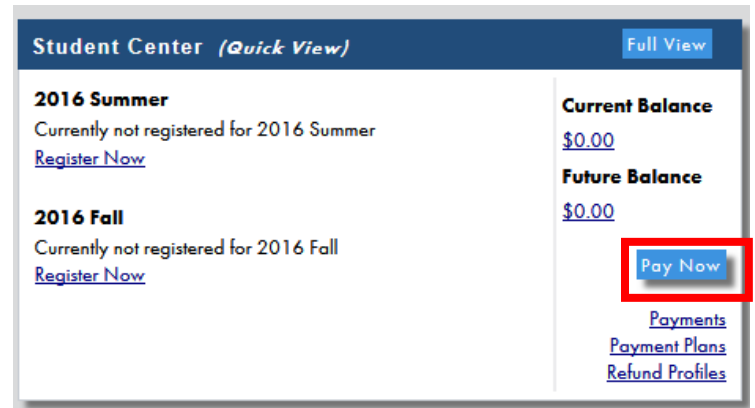 Student Center (Quick View)
Full View
2016 Summer
Currently not registered for 2016 Summer
Register Now
2016 Fall
Currently not registered for 2016 Fall
Register Now
Current Balance
$0.00
Future Balance
$0.00
Pay Now
Payments
Payment Plans
Refund Profiles